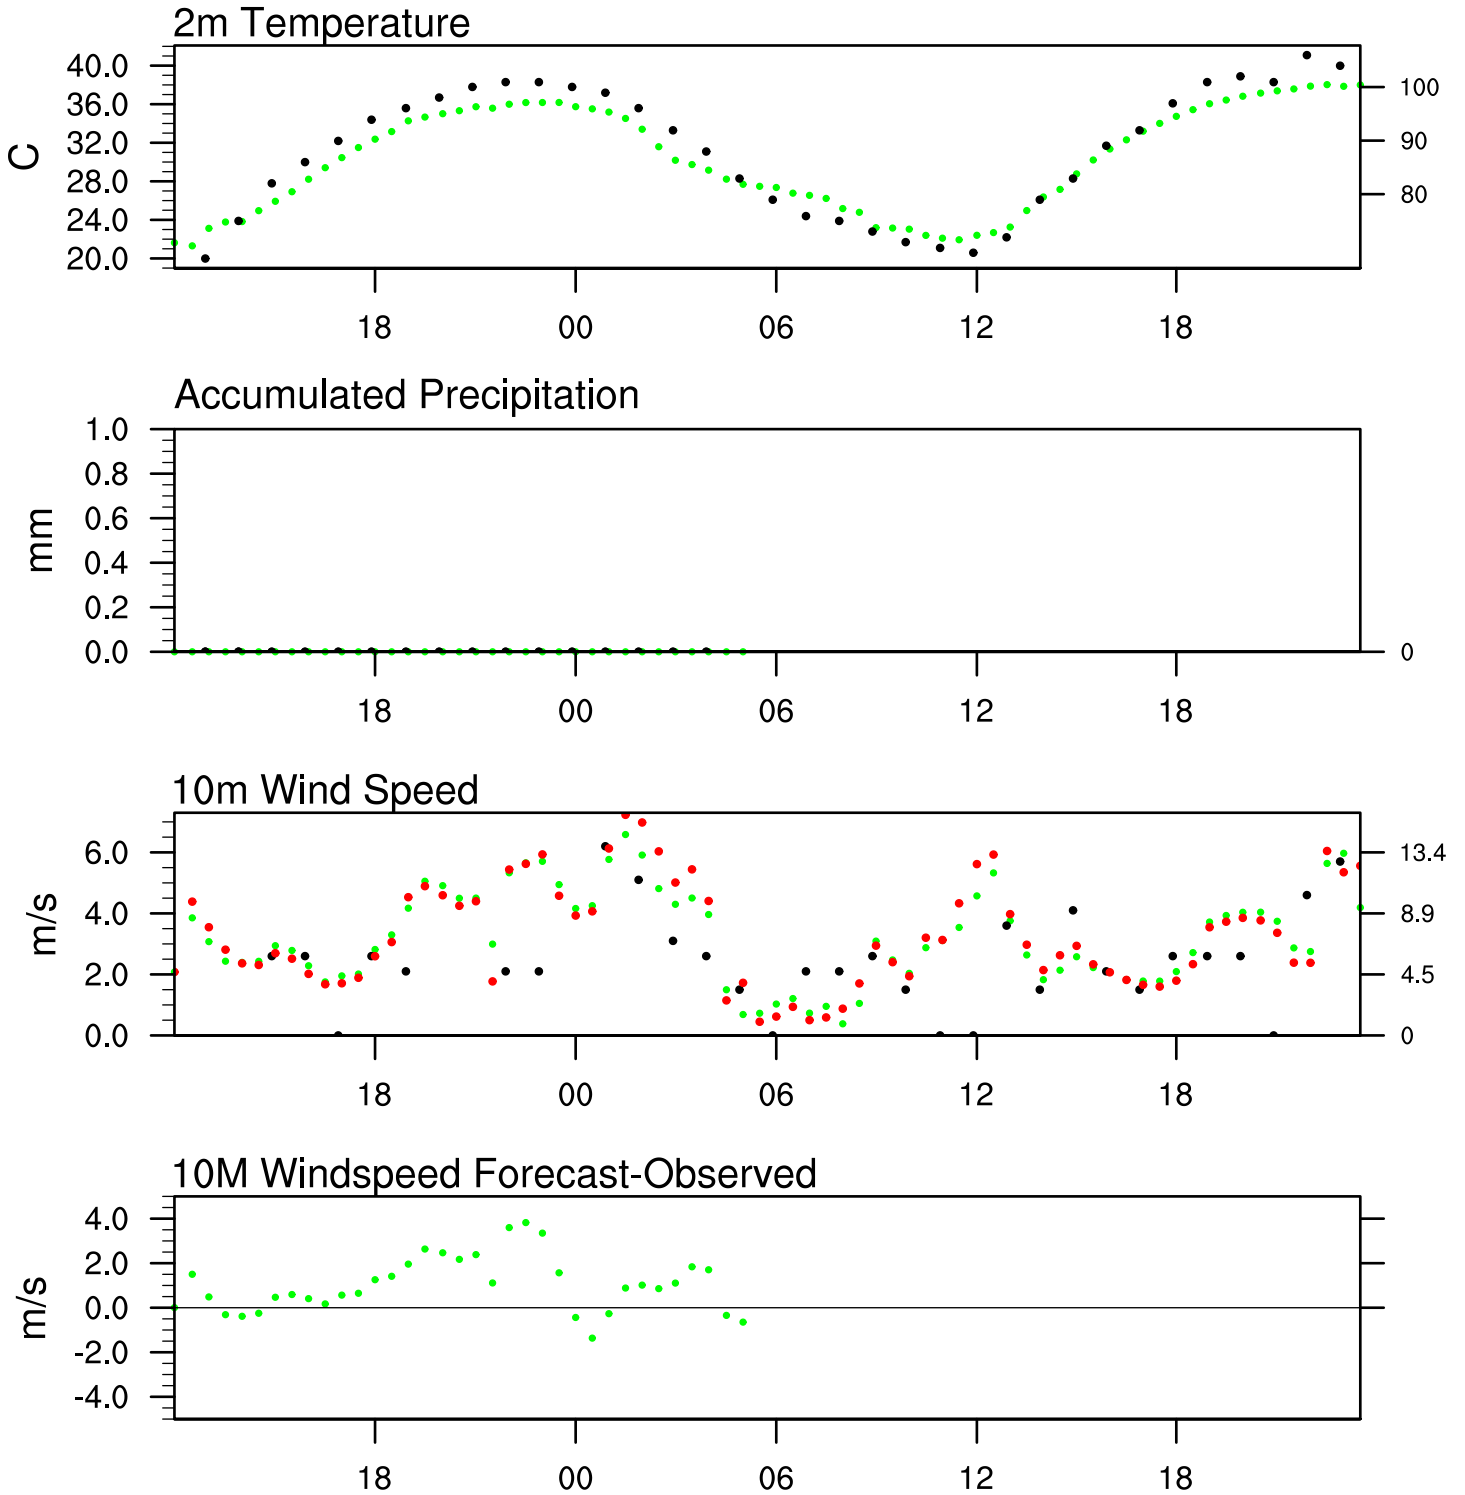 2m Temperature
40.0
36.0
32.0
28.0
24.0
20.0
C
100
90
80
18 00 06 12 18
Accumulated Precipitation
1.0
0.8
0.6
0.4
0.2
0.0
mm
0
18 00 06 12 18
10m Wind Speed
6.0
4.0
2.0
0.0
m/s
13.4
8.9
4.5
0
18 00 06 12 18
10M Windspeed Forecast-Observed
4.0
2.0
0.0
-2.0
-4.0
m/s
18 00 06 12 18